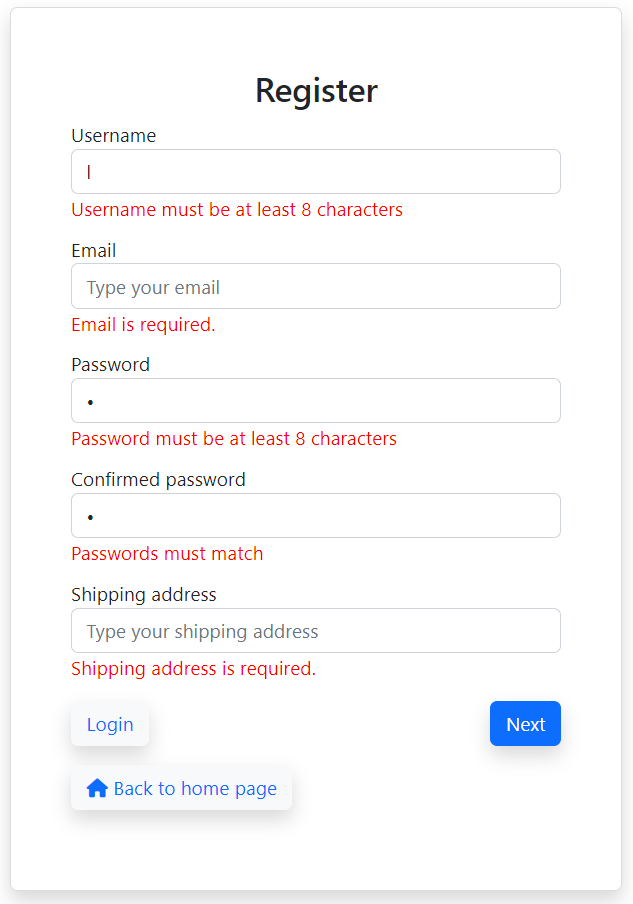 Register
Username
l
Username must be at least 8 characters
Email
Type your email
Email is required.
Password
•
Password must be at least 8 characters
Confirmed password
•
Passwords must match
Shipping address
Type your shipping address
Shipping address is required.
Login Next
Back to home page